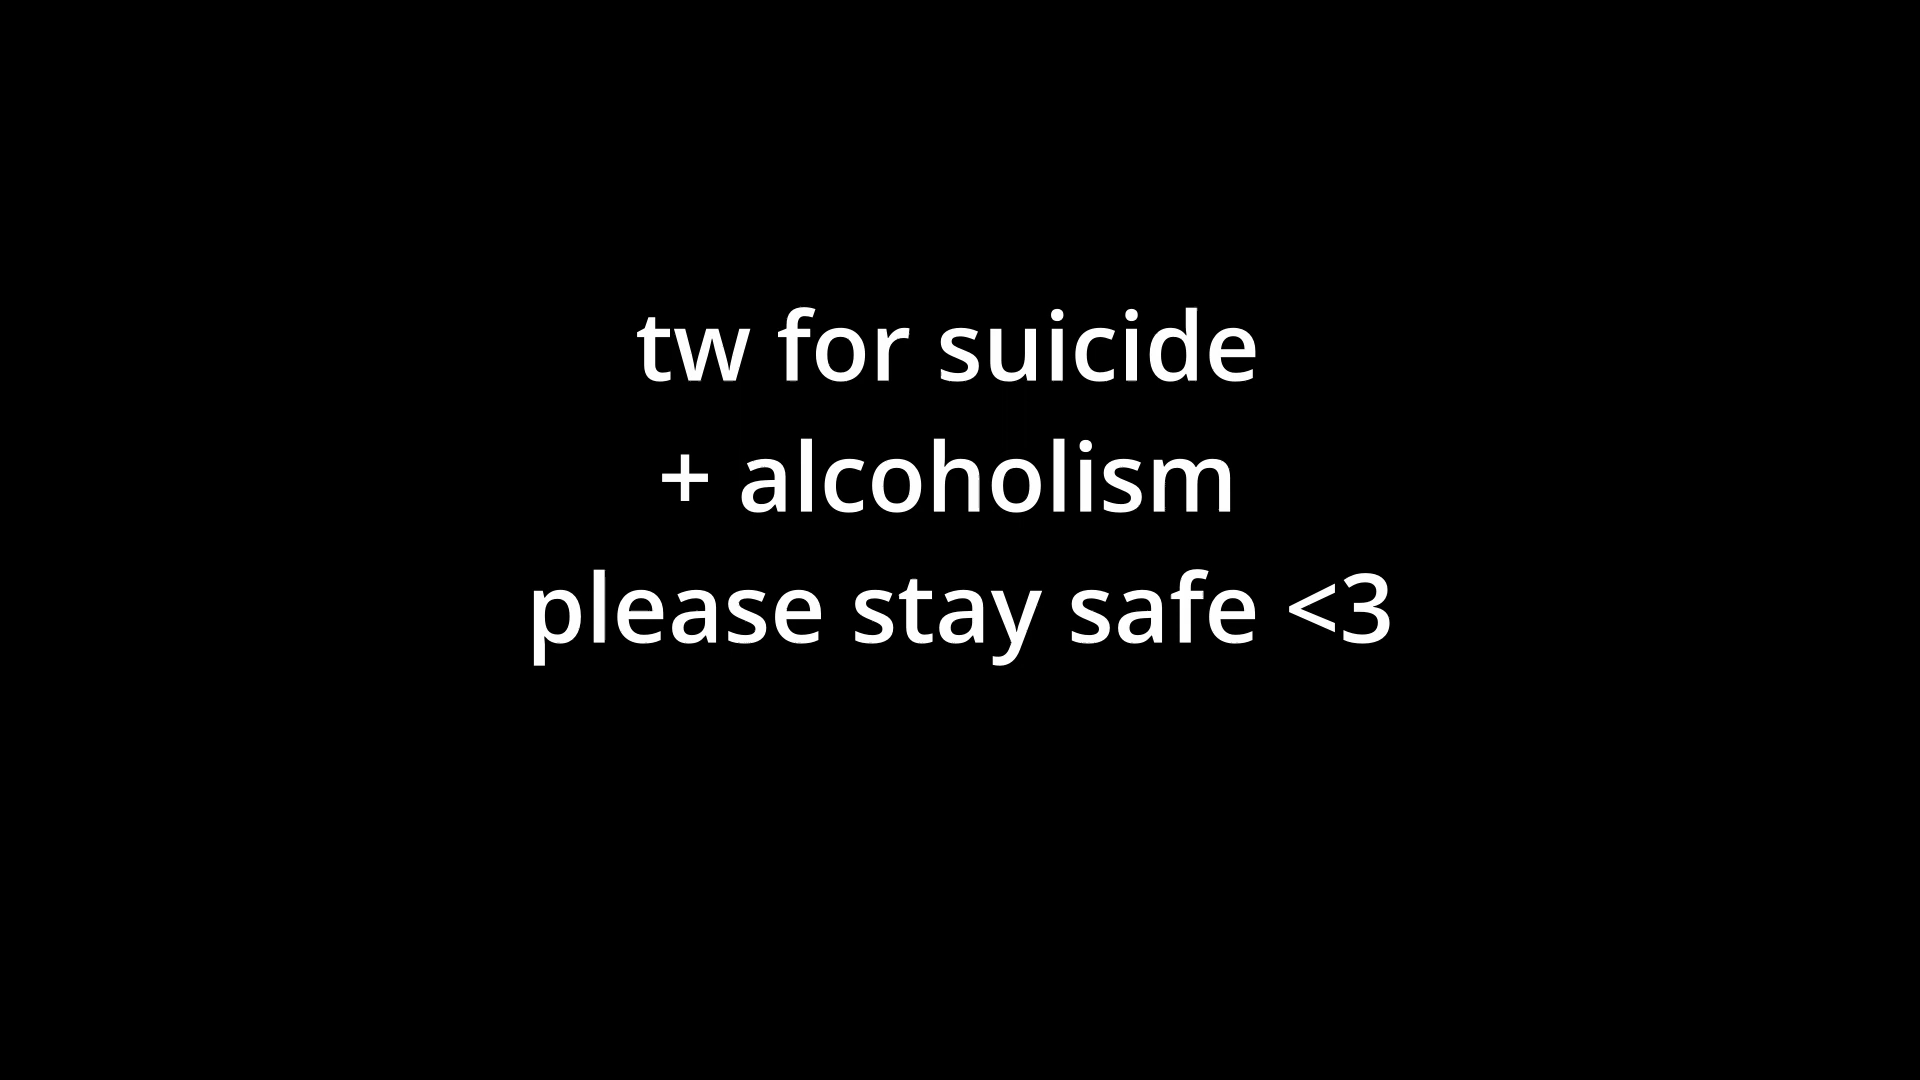 tw for suicide
+ alcoholism
please stay safe <3